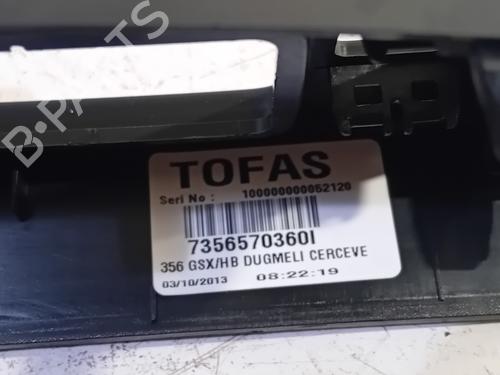 B-PARTS
TOFAS
Seri No : 100000000052120
7356570360I
356 GSX/HB DUGMELI CERCEVE
03/10/2013 08:22:19